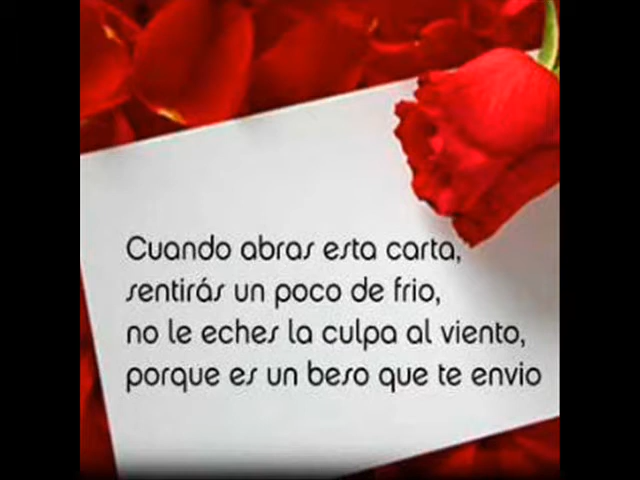 Cuando abras esta carta,
sentirás un poco de frio,
no le eches la culpa al viento,
porque es un beso que te envio